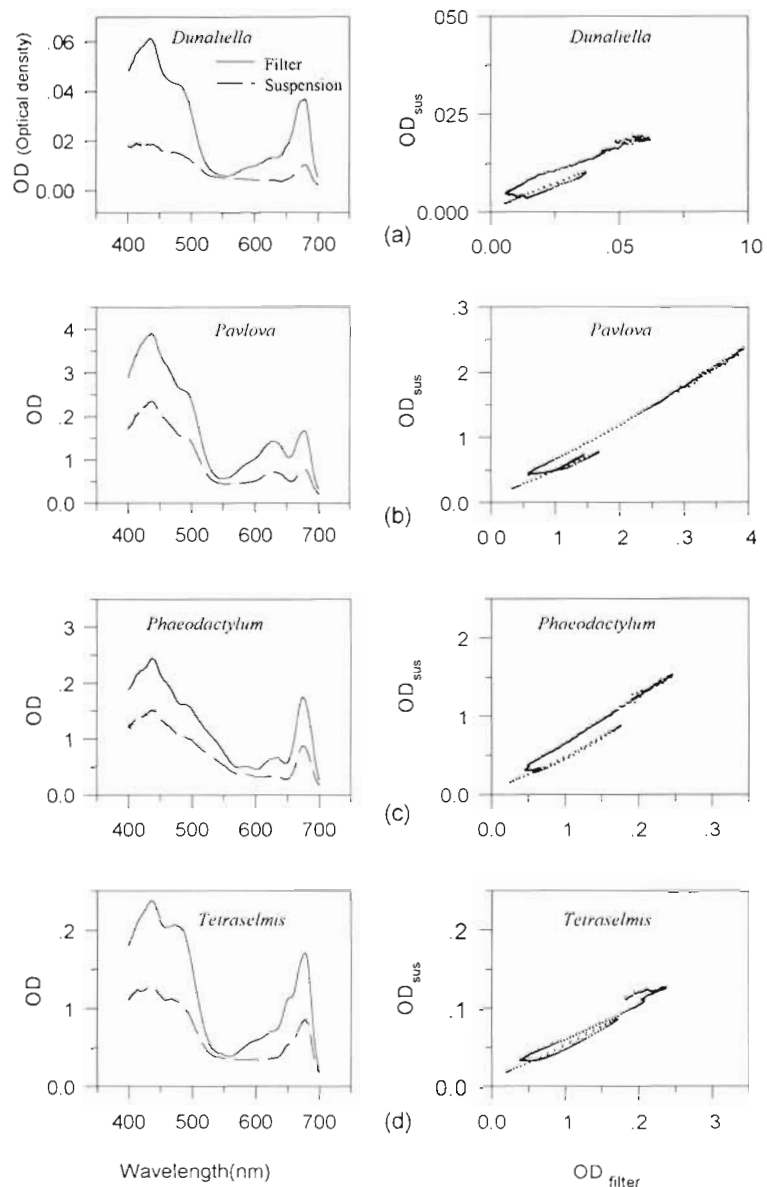 Dunaliella
Filter
Suspension
OD (Optical density)
.06
.04
02
0.00
400 500 600 700
Dunaliella
OD sus
050
025
0.000
0.00 .05 10
(a)
Pavlova
OD
4
3
.2
1
0.0
400 500 600 700
Pavlova
OD sus
.3
.2
1
0.0
0 0 1 2 .3 4
(b)
Phaeodactylum
OD
3
.2
1
0.0
400 500 600 700
Phaeodactylum
OD sus
2
1
0.0
0.0 1 .2 .3
(c)
Tetraselmis
OD
.2
.1
0.0
400 500 600 700
Tetraselmis
OD sus
.2
.1
0.0
0.0 .1 .2 3
(d)
Wavelength(nm)
OD filter